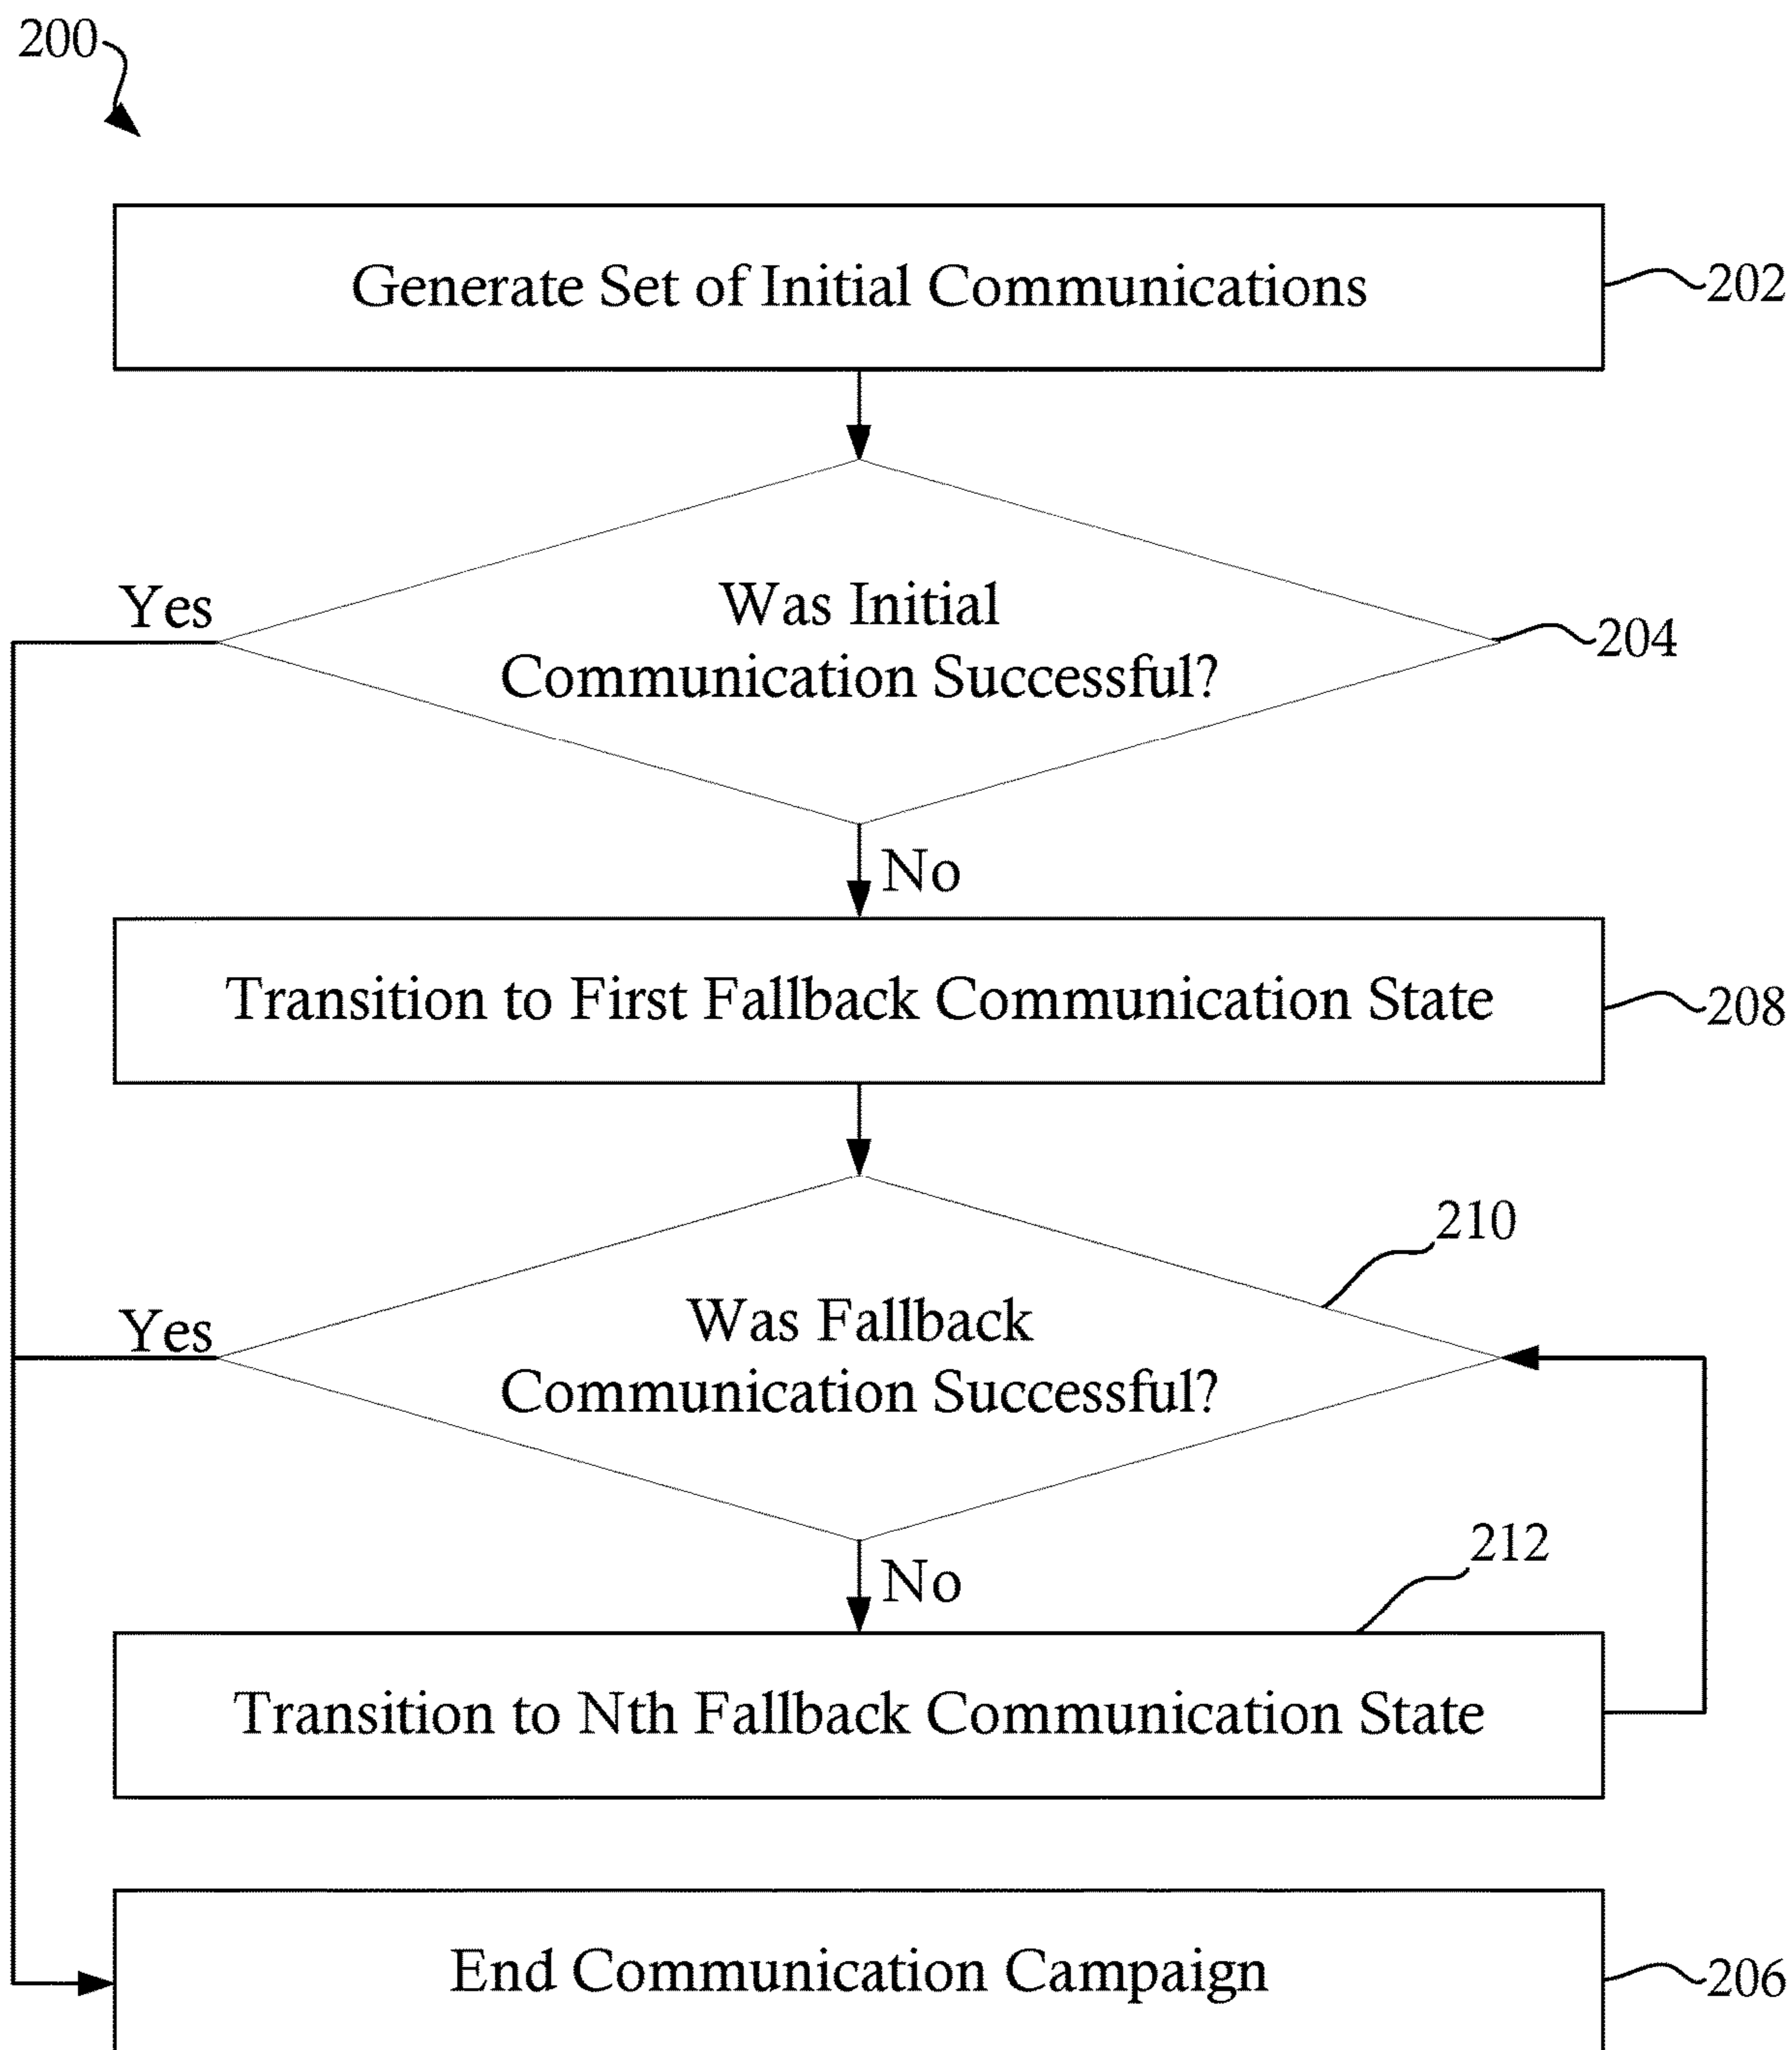 200
Generate Set of Initial Communications
202
Yes
Was Initial
Communication Successful?
204
No
Transition to First Fallback Communication State
208
210
Yes
Was Fallback
Communication Successful?
No
212
Transition to Nth Fallback Communication State
End Communication Campaign
206